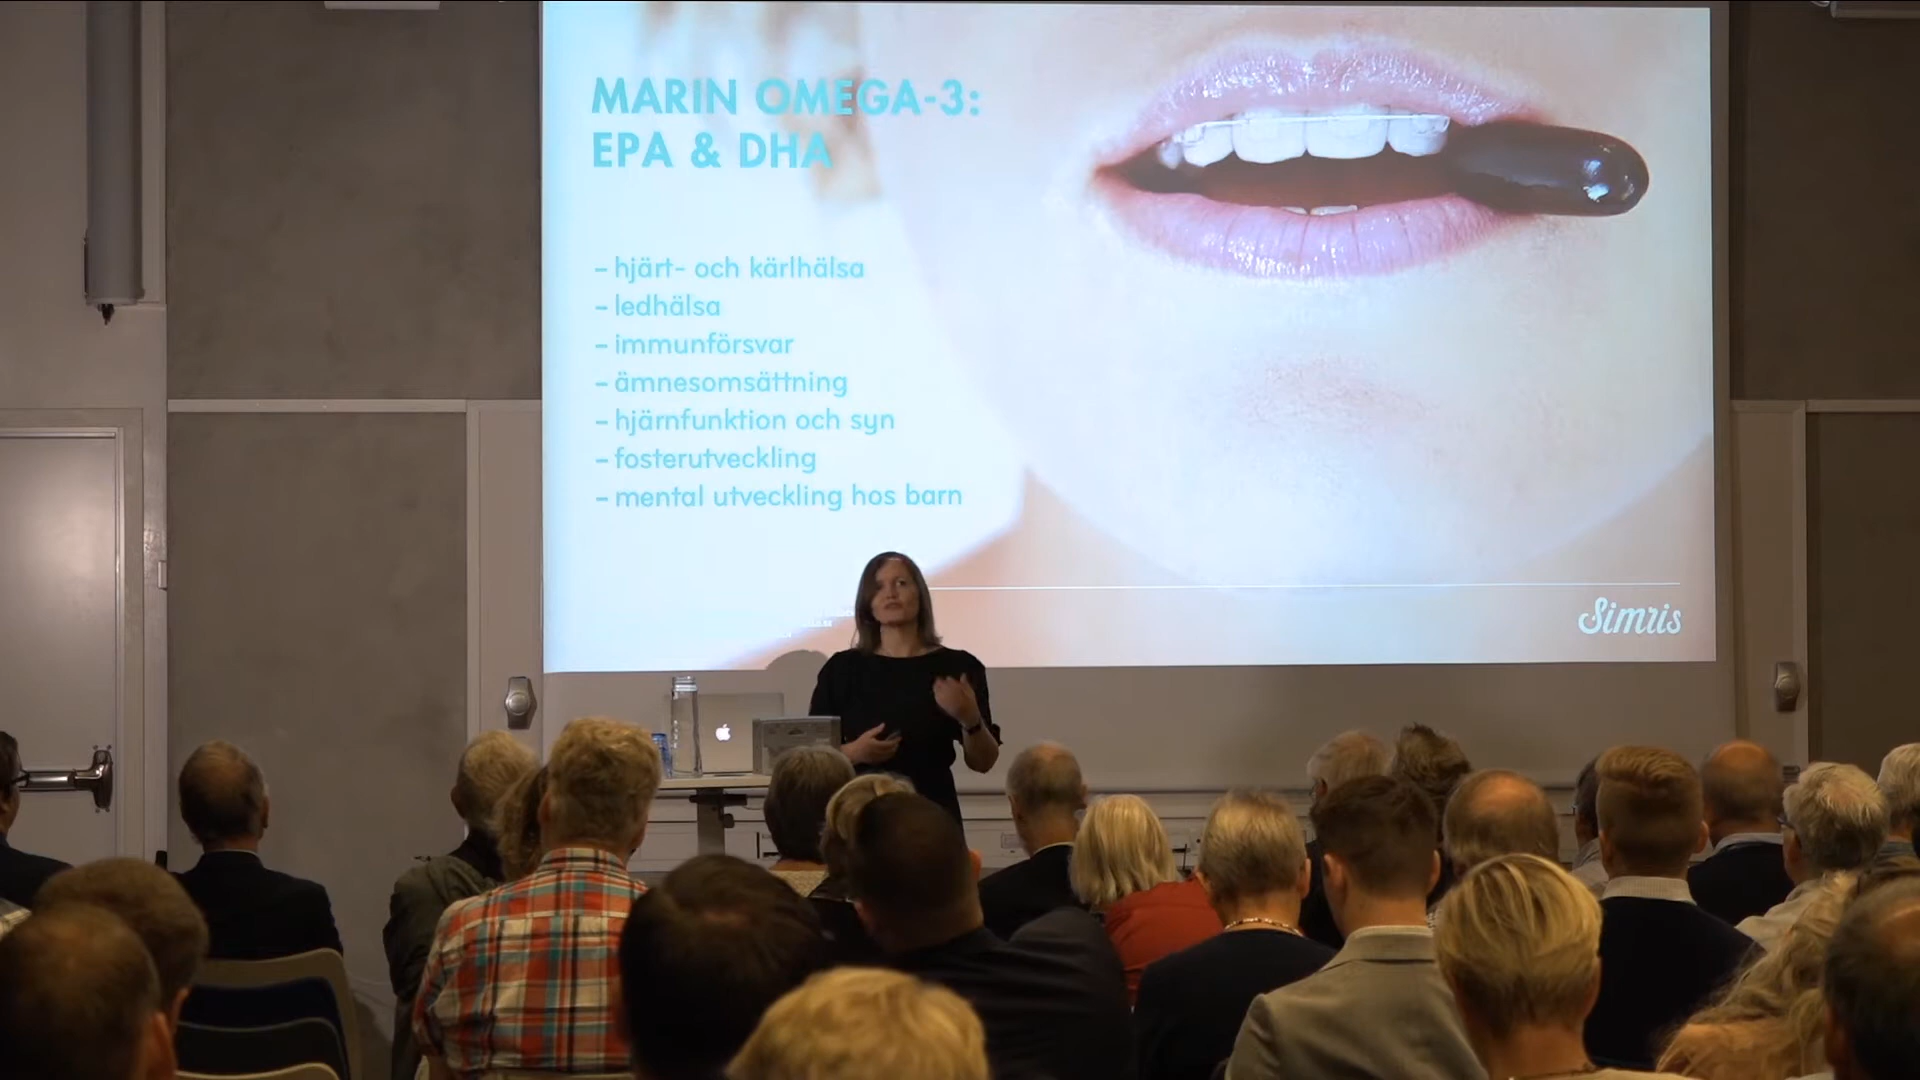 MARIN OMEGA-3:
EPA & DHA
– hjärt- och kärlhälsa
– ledhälsa
– immunförsvar
– ämnesomsättning
– hjärnfunktion och syn
– fosterutveckling
– mental utveckling hos barn
Simris